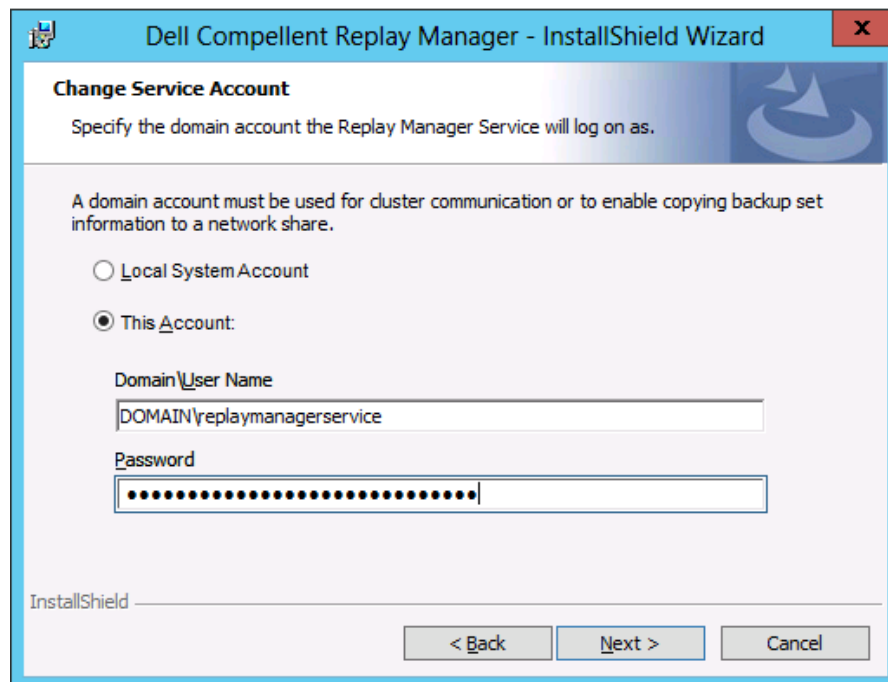 Dell Compellent Replay Manager - InstallShield Wizard
x
Change Service Account
Specify the domain account the Replay Manager Service will log on as.
A domain account must be used for cluster communication or to enable copying backup set
information to a network share.
Local System Account
This Account:
Domain\User Name
DOMAIN\replaymanagerservice
Password
•••••••••••••••••••••••••••••
InstallShield
< Back Next > Cancel